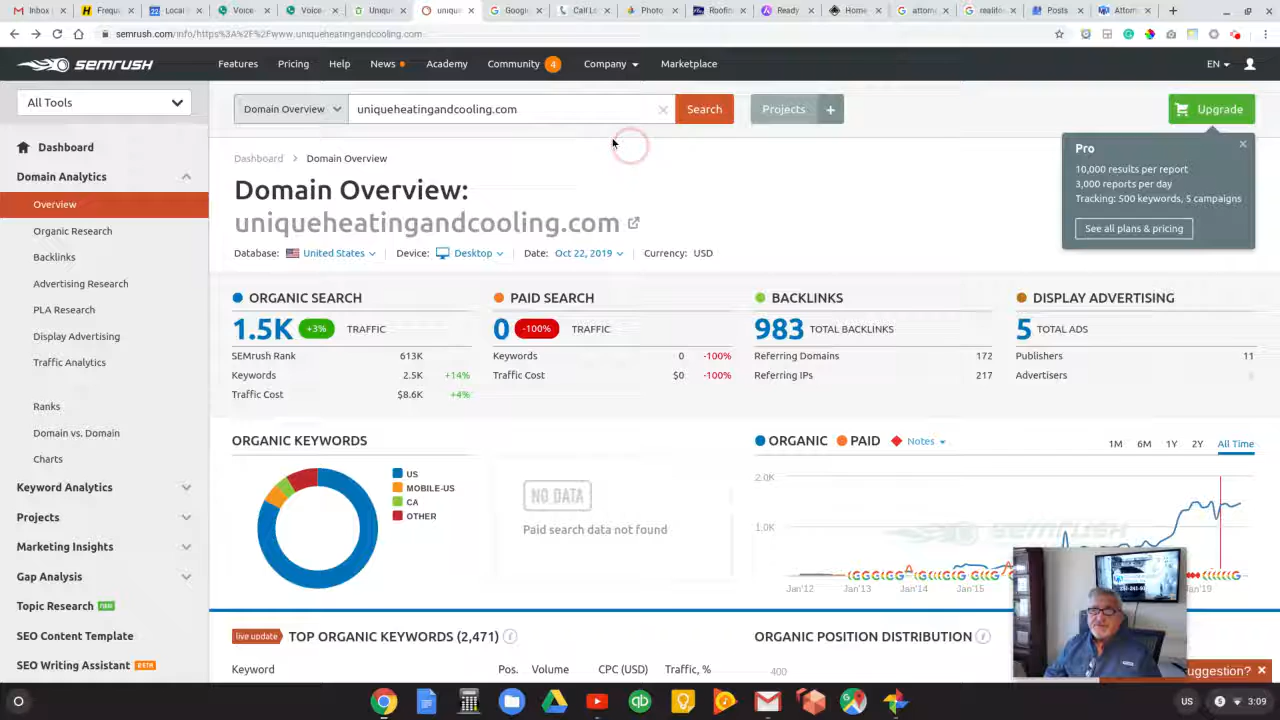 Inbox
Frequ
Local
Voice
Voice
Uniqu
unique
Googl
Call Lo
Photo
Roofin
Ready
Home
attorn
realtor
Posts
Attorn
semrush.com/info/https%3A%2F%2Fwww.uniqueheatingandcooling.com
SEMRUSH
Features
Pricing
Help
News
Academy
Community 4
Company
Marketplace
EN
All Tools
Domain Overview
uniqueheatingandcooling.com
Search
Projects +
Upgrade
Pro
10,000 results per report
3,000 reports per day
Tracking: 500 keywords, 5 campaigns
See all plans & pricing
Dashboard
Domain Analytics
Overview
Organic Research
Backlinks
Advertising Research
PLA Research
Display Advertising
Traffic Analytics
Ranks
Domain vs. Domain
Charts
Keyword Analytics
Projects
Marketing Insights
Gap Analysis
Topic Research NEW
SEO Content Template
SEO Writing Assistant BETA
Dashboard > Domain Overview
Domain Overview:
uniqueheatingandcooling.com
Database: United States
Device: Desktop
Date: Oct 22, 2019
Currency: USD
ORGANIC SEARCH
1.5K +3% TRAFFIC
SEMrush Rank 613K
Keywords 2.5K +14%
Traffic Cost $8.6K +4%
PAID SEARCH
0 -100% TRAFFIC
Keywords 0 -100%
Traffic Cost $0 -100%
BACKLINKS
983 TOTAL BACKLINKS
Referring Domains 172
Referring IPs 217
DISPLAY ADVERTISING
5 TOTAL ADS
Publishers 11
Advertisers
ORGANIC KEYWORDS
US
MOBILE-US
CA
OTHER
NO DATA
Paid search data not found
ORGANIC PAID Notes
1M 6M 1Y 2Y All Time
2.0K
1.0K
SEMRUSH
Jan'12 Jan'13 Jan'14 Jan'15 an'19
live update TOP ORGANIC KEYWORDS (2,471)
Keyword Pos. Volume CPC (USD) Traffic, %
ORGANIC POSITION DISTRIBUTION
400
uggestion? ×
US
3:09